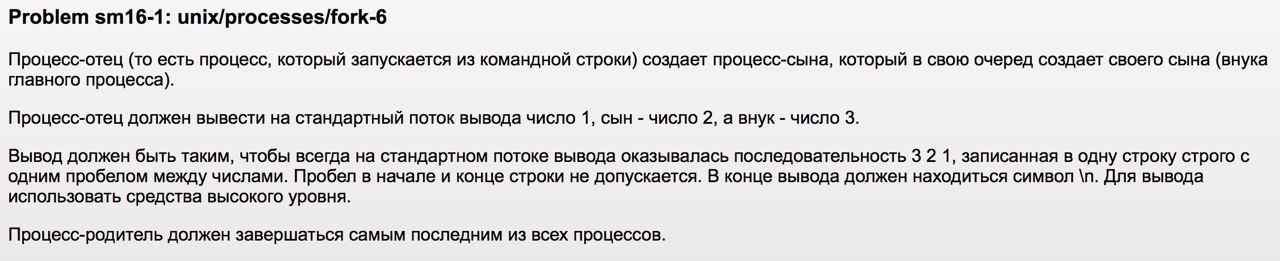 Problem sm16-1: unix/processes/fork-6
Процесс-отец (то есть процесс, который запускается из командной строки) создает процесс-сына, который в свою очеред создает своего сына (внука
главного процесса).
Процесс-отец должен вывести на стандартный поток вывода число 1, сын - число 2, а внук - число 3.
Вывод должен быть таким, чтобы всегда на стандартном потоке вывода оказывалась последовательность 3 2 1, записанная в одну строку строго с
одним пробелом между числами. Пробел в начале и конце строки не допускается. В конце вывода должен находиться символ \n. Для вывода
использовать средства высокого уровня.
Процесс-родитель должен завершаться самым последним из всех процессов.